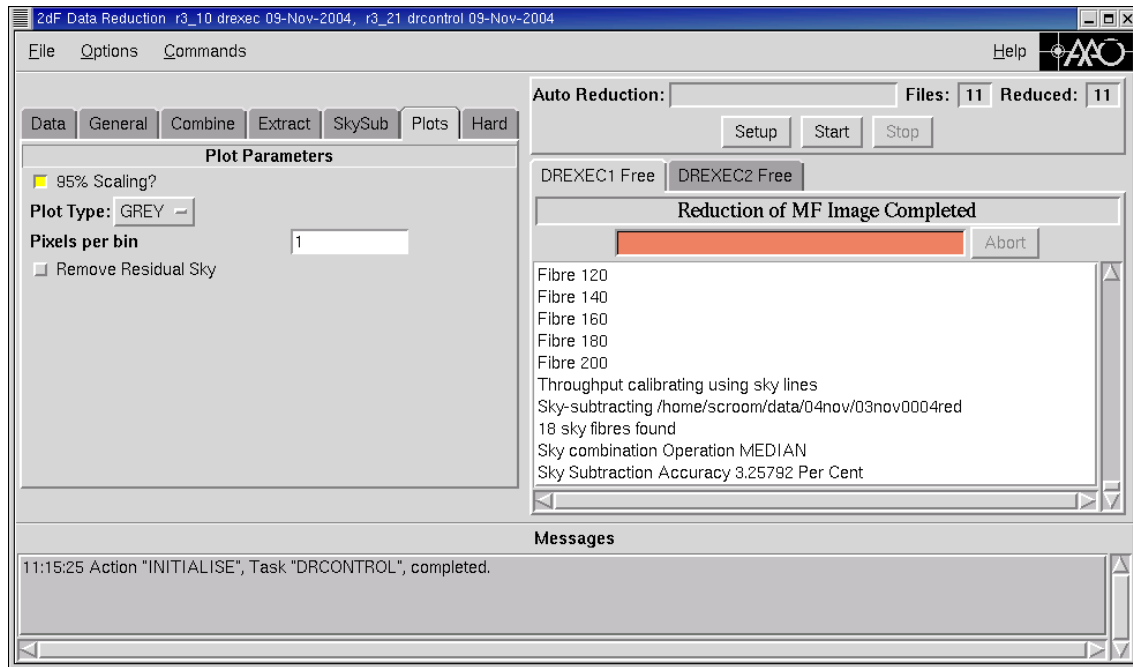 2dF Data Reduction r3_10 drexec 09-Nov-2004, r3_21 drcontrol 09-Nov-2004
File Options Commands Help AAO
Data General Combine Extract SkySub Plots Hard
Plot Parameters
95% Scaling?
Plot Type: GREY
Pixels per bin 1
Remove Residual Sky
Auto Reduction: Files: 11 Reduced: 11
Setup Start Stop
DREXEC1 Free DREXEC2 Free
Reduction of MF Image Completed
Abort
Fibre 120
Fibre 140
Fibre 160
Fibre 180
Fibre 200
Throughput calibrating using sky lines
Sky-subtracting /home/scroom/data/04nov/03nov0004red
18 sky fibres found
Sky combination Operation MEDIAN
Sky Subtraction Accuracy 3.25792 Per Cent
Messages
11:15:25 Action "INITIALISE", Task "DRCONTROL", completed.